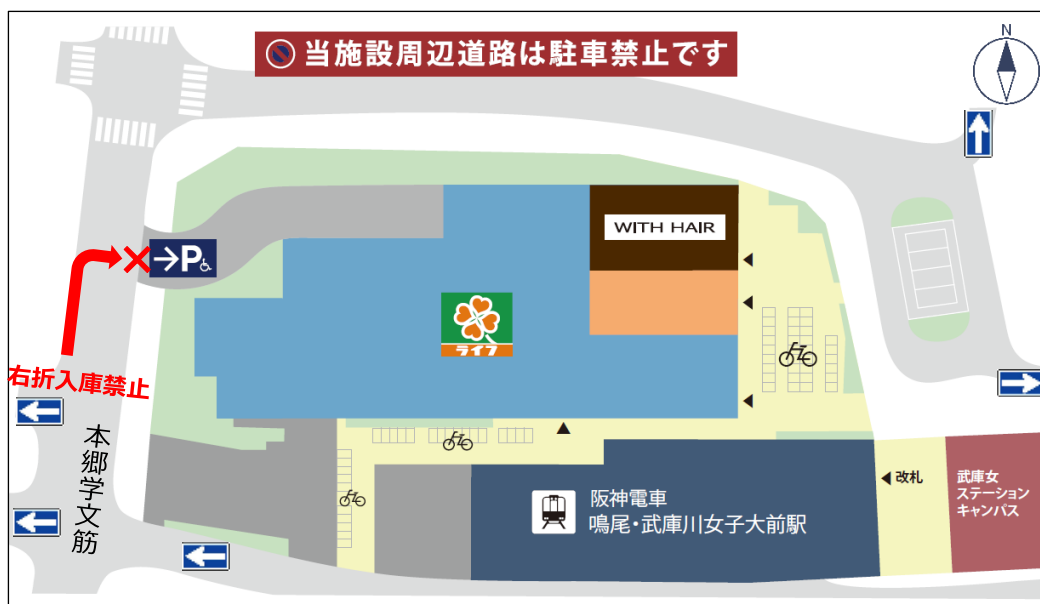 当施設周辺道路は駐車禁止です
N
WITH HAIR
→P
ライフ
右折入庫禁止
本郷学文筋
阪神電車
鳴尾・武庫川女子大前駅
改札
武庫女
ステーション
キャンパス